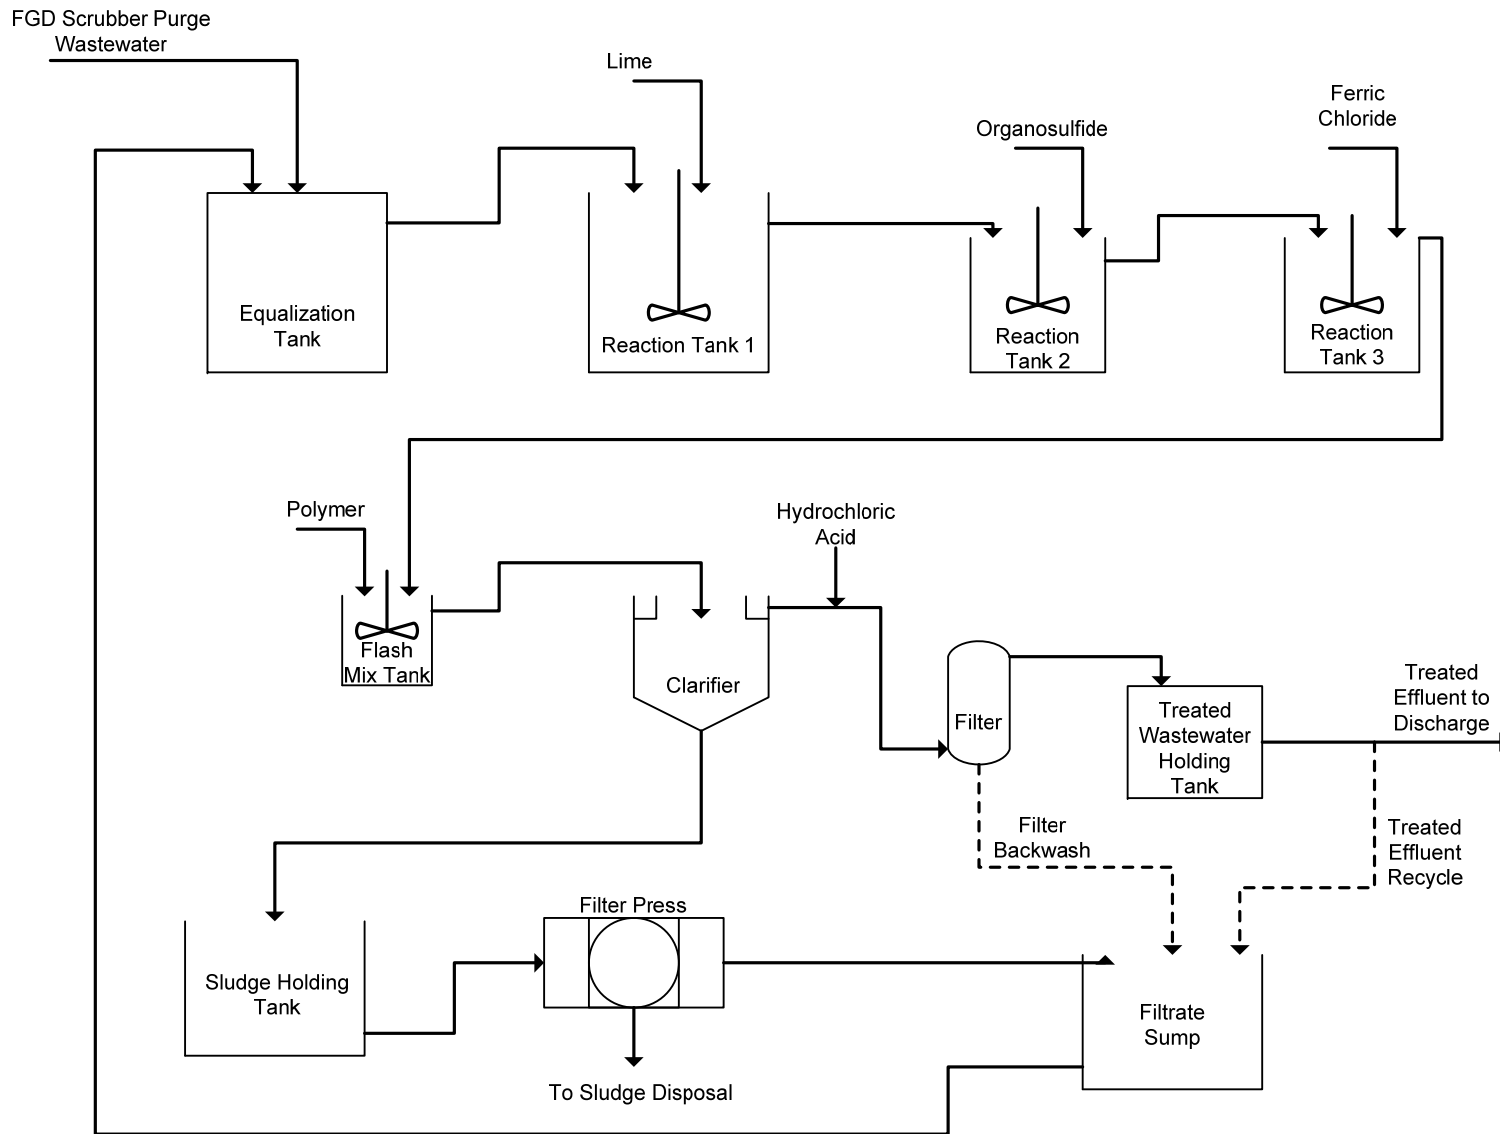 FGD Scrubber Purge
Wastewater
Lime
Organosulfide
Ferric
Chloride
Equalization
Tank
Reaction Tank 1
Reaction
Tank 2
Reaction
Tank 3
Polymer
Hydrochloric
Acid
Flash
Mix Tank
Clarifier
Filter
Treated
Wastewater
Holding
Tank
Treated
Effluent to
Discharge
Filter
Backwash
Treated
Effluent
Recycle
Sludge Holding
Tank
Filter Press
To Sludge Disposal
Filtrate
Sump